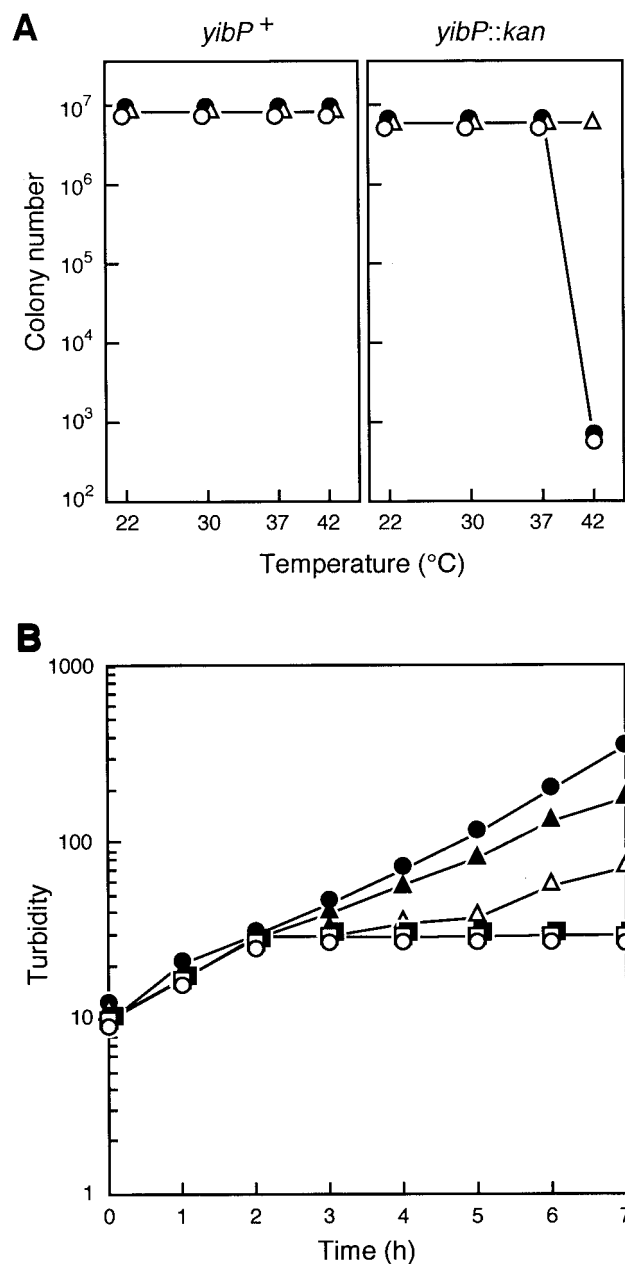 A
yibP + yibP::kan
Colony number
10^7
10^6
10^5
10^4
10^3
10^2
22 30 37 42 22 30 37 42
Temperature (°C)
B
Turbidity
1000
100
10
1
0 1 2 3 4 5 6 7
Time (h)